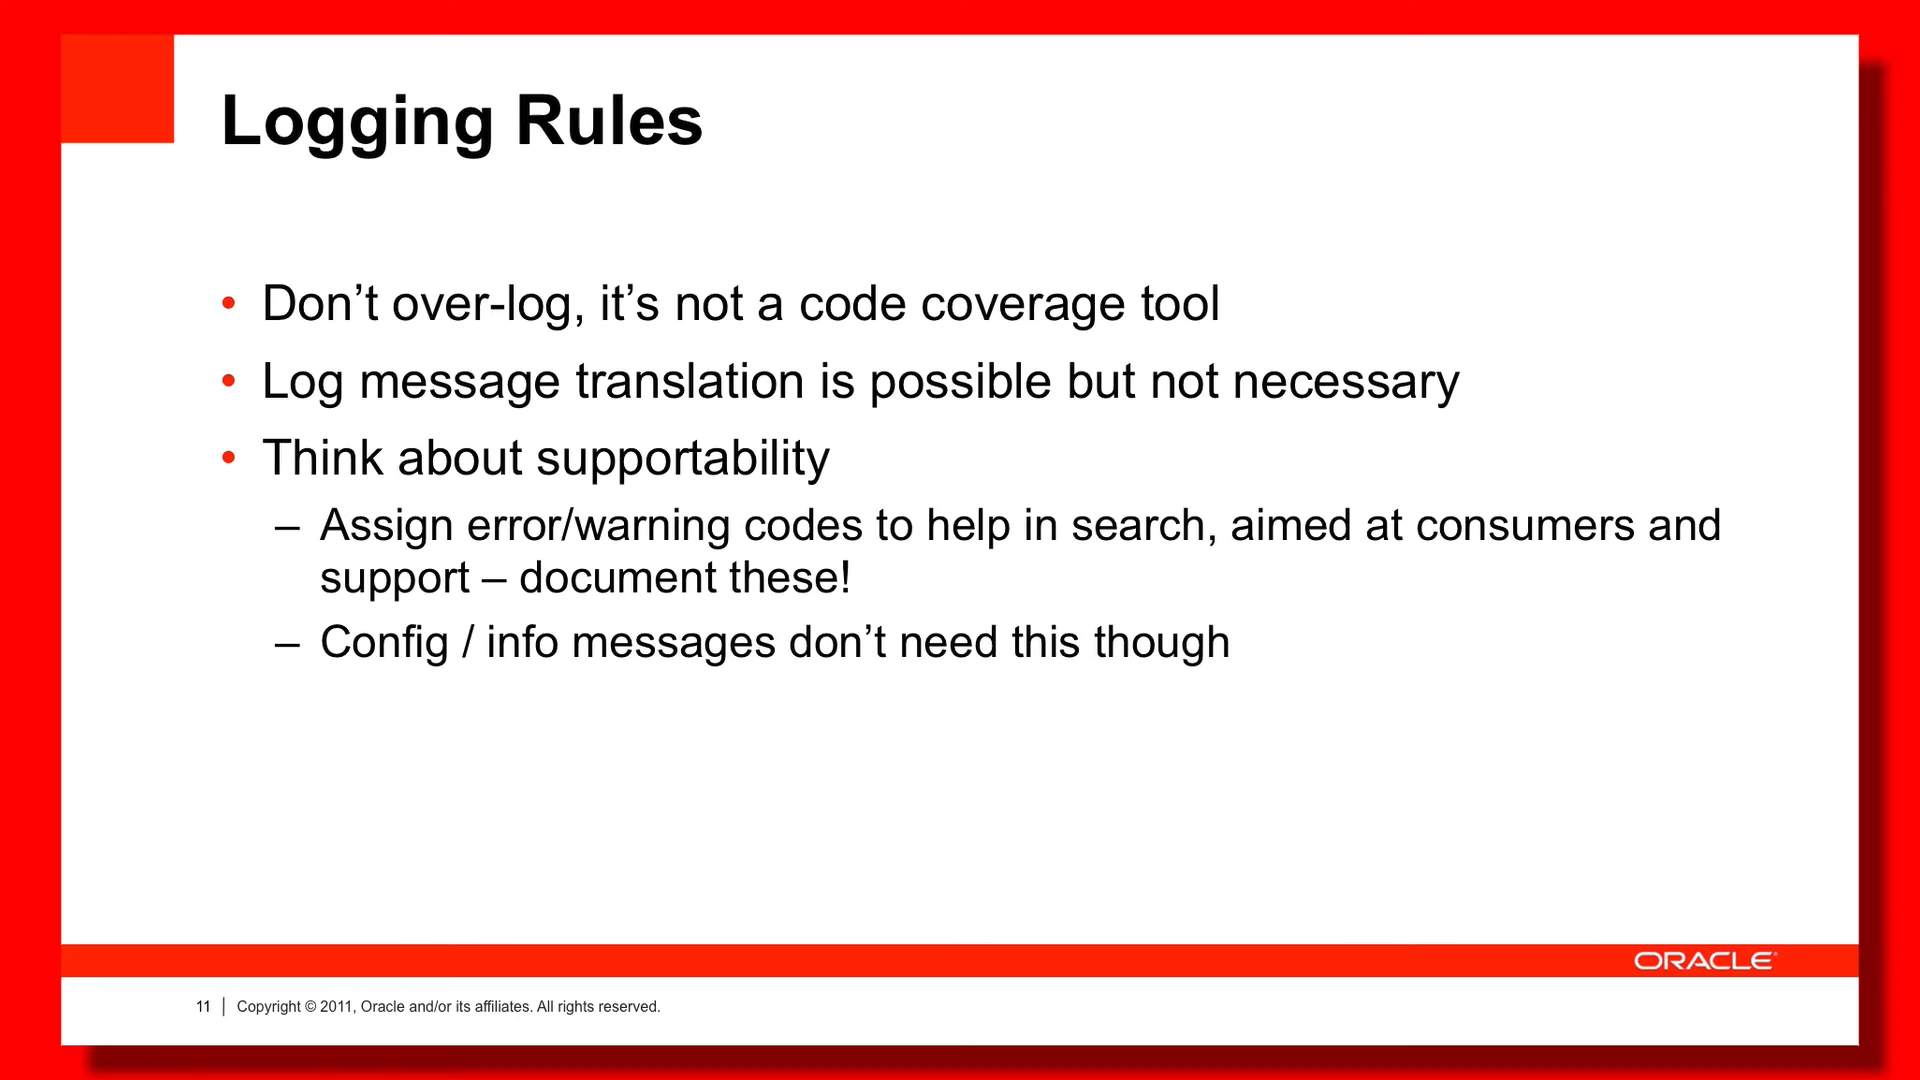 Logging Rules
• Don’t over-log, it’s not a code coverage tool
• Log message translation is possible but not necessary
• Think about supportability
– Assign error/warning codes to help in search, aimed at consumers and
support – document these!
– Config / info messages don’t need this though
ORACLE
11 | Copyright © 2011, Oracle and/or its affiliates. All rights reserved.